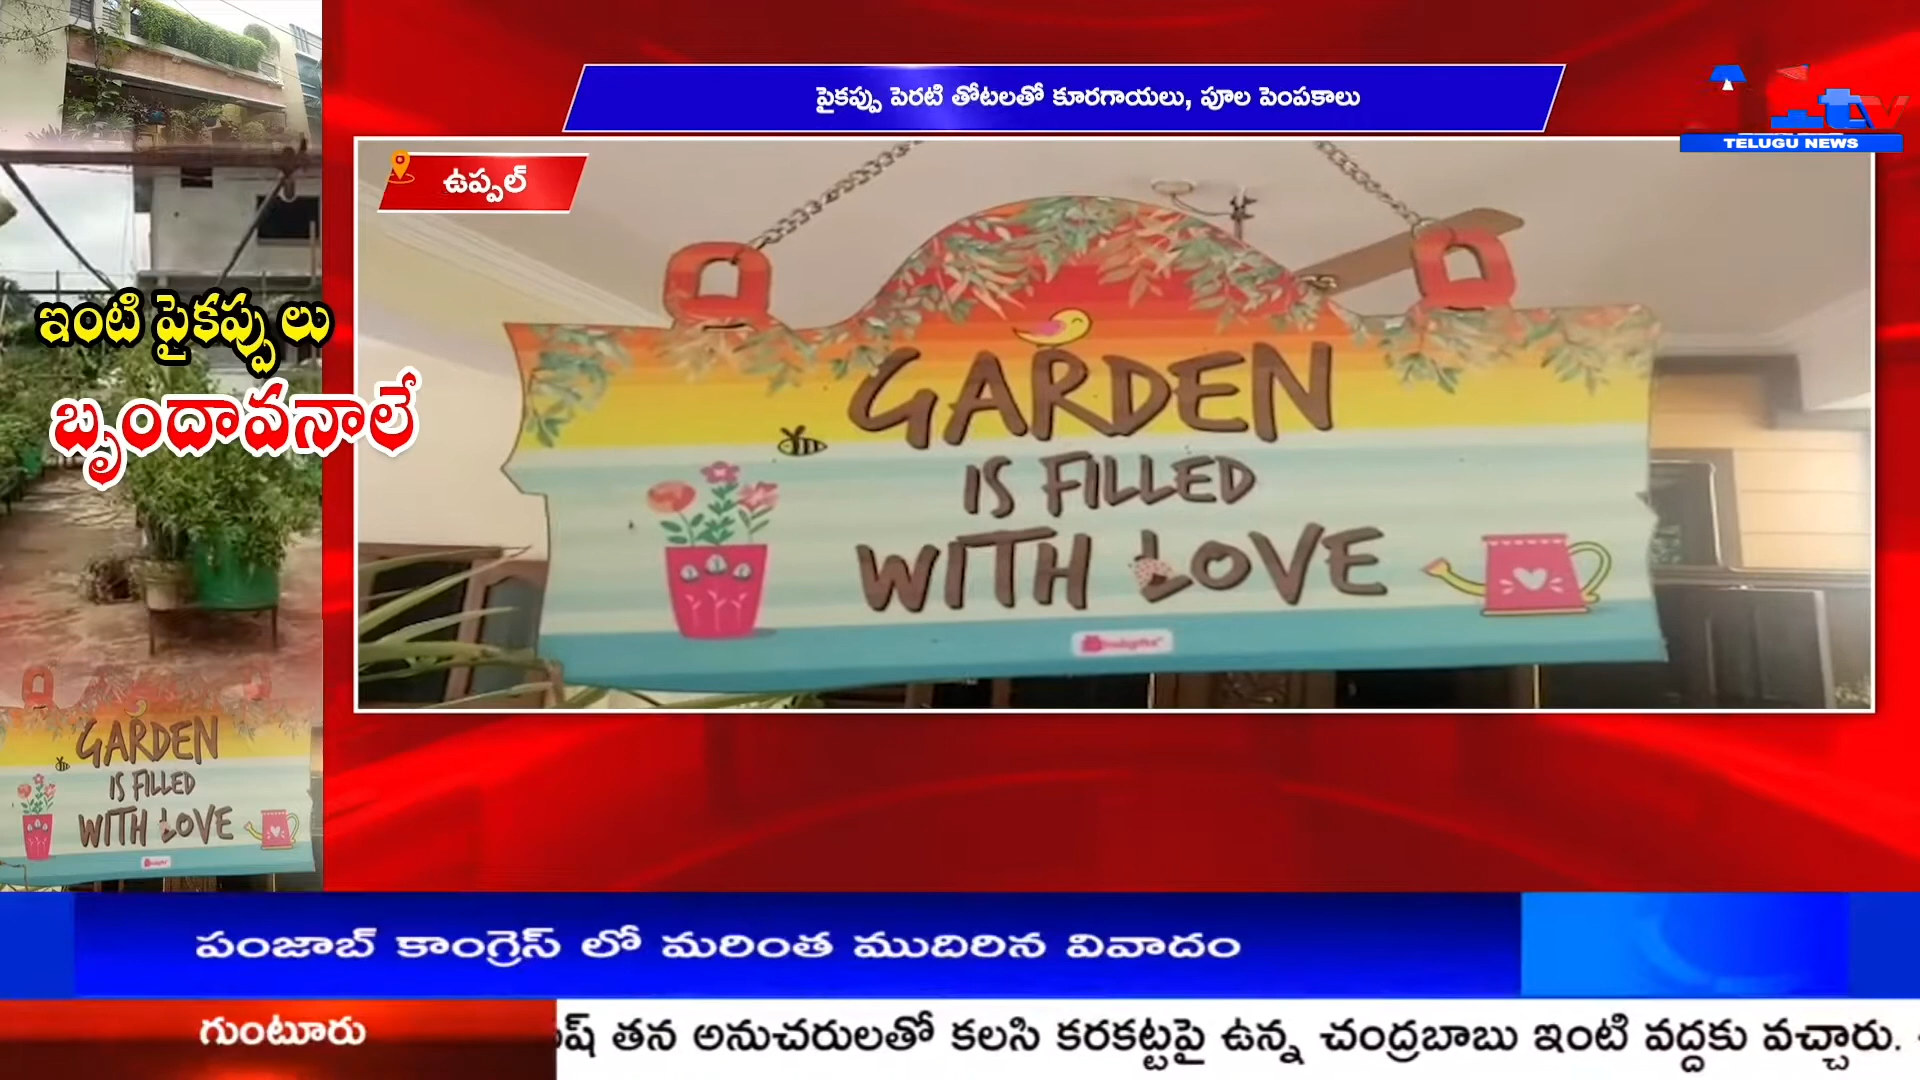 పైకప్పు పెరటి తోటలతో కూరగాయలు, పూల పెంపకాలు
tv
TELUGU NEWS
ఉప్పల్
ఇంటి పైకప్పులు
బృందావనాలే
GARDEN
IS FILLED
WITH LOVE
GARDEN
IS FILLED
WITH LOVE
పంజాబ్ కాంగ్రెస్ లో మరింత ముదిరిన వివాదం
గుంటూరు
తన అనుచరులతో కలసి కరకట్టపై ఉన్న చంద్రబాబు ఇంటి వద్దకు వచ్చారు.